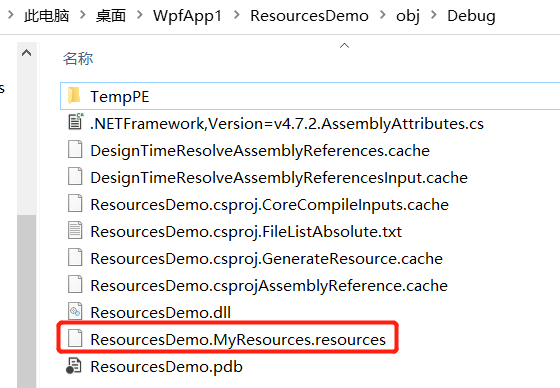 此电脑 > 桌面 > WpfApp1 > ResourcesDemo > obj > Debug
名称
TempPE
.NETFramework,Version=v4.7.2.AssemblyAttributes.cs
DesignTimeResolveAssemblyReferences.cache
DesignTimeResolveAssemblyReferencesInput.cache
ResourcesDemo.csproj.CoreCompileInputs.cache
ResourcesDemo.csproj.FileListAbsolute.txt
ResourcesDemo.csproj.GenerateResource.cache
ResourcesDemo.csprojAssemblyReference.cache
ResourcesDemo.dll
ResourcesDemo.MyResources.resources
ResourcesDemo.pdb